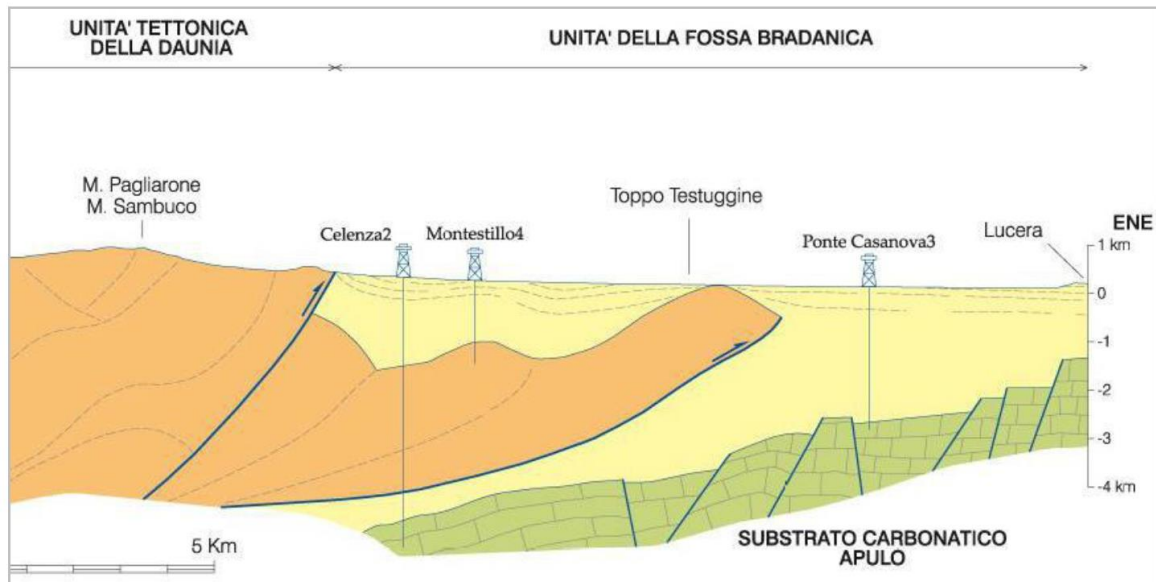 UNITA' TETTONICA
DELLA DAUNIA
UNITA' DELLA FOSSA BRADANICA
M. Pagliarone
M. Sambuco
Celenza2
Montestillo4
Toppo Testuggine
Ponte Casanova3
Lucera
ENE
1 km
0
-1
-2
-3
-4 km
5 Km
SUBSTRATO CARBONATICO
APULO